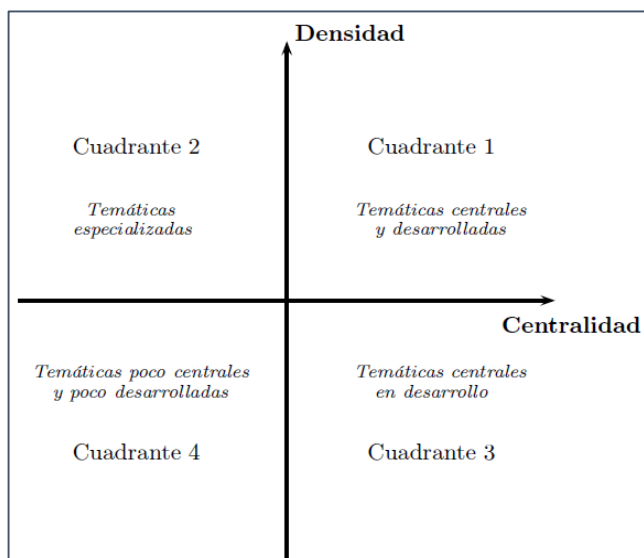 Densidad
Cuadrante 2
Cuadrante 1
Temáticas
especializadas
Temáticas centrales
y desarrolladas
Centralidad
Temáticas poco centrales
y poco desarrolladas
Temáticas centrales
en desarrollo
Cuadrante 4
Cuadrante 3